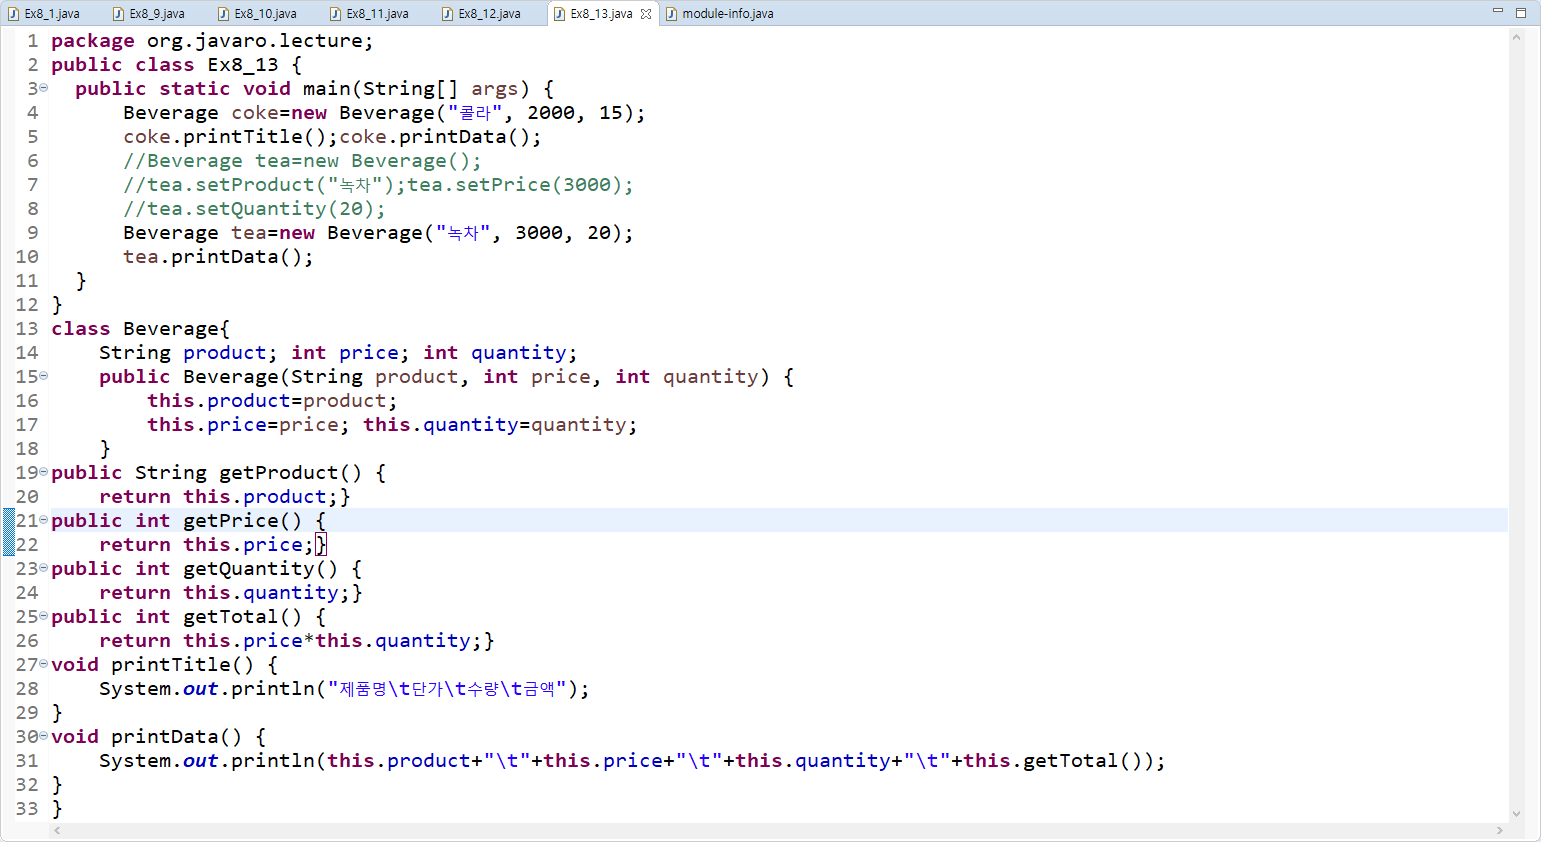 Ex8_1.java Ex8_9.java Ex8_10.java Ex8_11.java Ex8_12.java Ex8_13.java module-info.java
1 package org.javaro.lecture;
2 public class Ex8_13 {
3   public static void main(String[] args) {
4       Beverage coke=new Beverage("콜라", 2000, 15);
5       coke.printTitle();coke.printData();
6       //Beverage tea=new Beverage();
7       //tea.setProduct("녹차");tea.setPrice(3000);
8       //tea.setQuantity(20);
9       Beverage tea=new Beverage("녹차", 3000, 20);
10       tea.printData();
11   }
12 }
13 class Beverage{
14     String product; int price; int quantity;
15     public Beverage(String product, int price, int quantity) {
16         this.product=product;
17         this.price=price; this.quantity=quantity;
18     }
19 public String getProduct() {
20     return this.product;}
21 public int getPrice() {
22     return this.price;}
23 public int getQuantity() {
24     return this.quantity;}
25 public int getTotal() {
26     return this.price*this.quantity;}
27 void printTitle() {
28     System.out.println("제품명\t단가\t수량\t금액");
29 }
30 void printData() {
31     System.out.println(this.product+"\t"+this.price+"\t"+this.quantity+"\t"+this.getTotal());
32 }
33 }